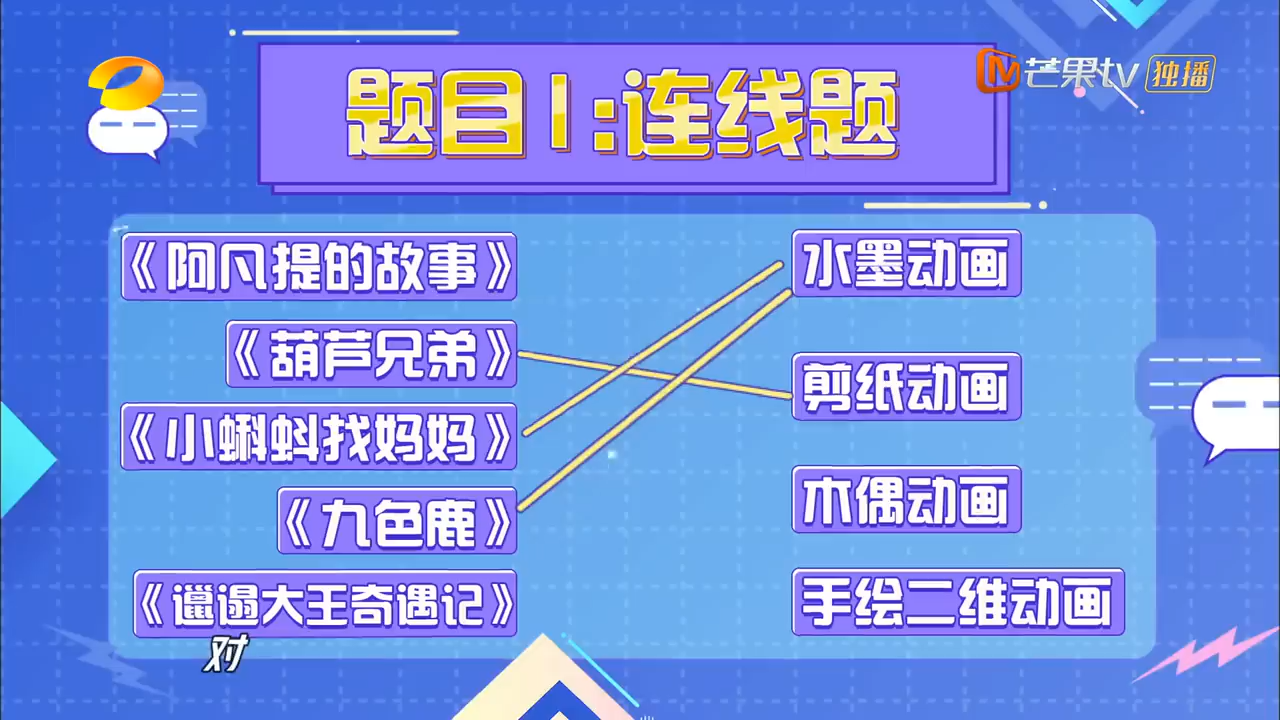 芒果tv 独播
题目1:连线题
《阿凡提的故事》
《葫芦兄弟》
《小蝌蚪找妈妈》
《九色鹿》
《邋遢大王奇遇记》
水墨动画
剪纸动画
木偶动画
手绘二维动画
对